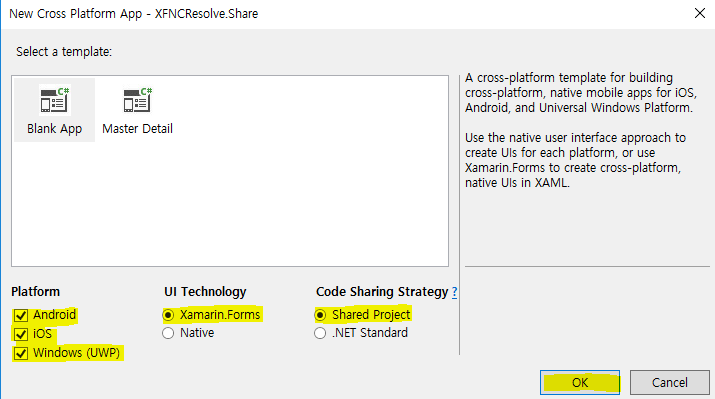 New Cross Platform App - XFNCResolve.Share
Select a template:
C#
C#
Blank App
Master Detail
A cross-platform template for building
cross-platform, native mobile apps for iOS,
Android, and Universal Windows Platform.
Use the native user interface approach to
create UIs for each platform, or use
Xamarin.Forms to create cross-platform,
native UIs in XAML.
Platform
Android
iOS
Windows (UWP)
UI Technology
Xamarin.Forms
Native
Code Sharing Strategy ?
Shared Project
.NET Standard
OK
Cancel